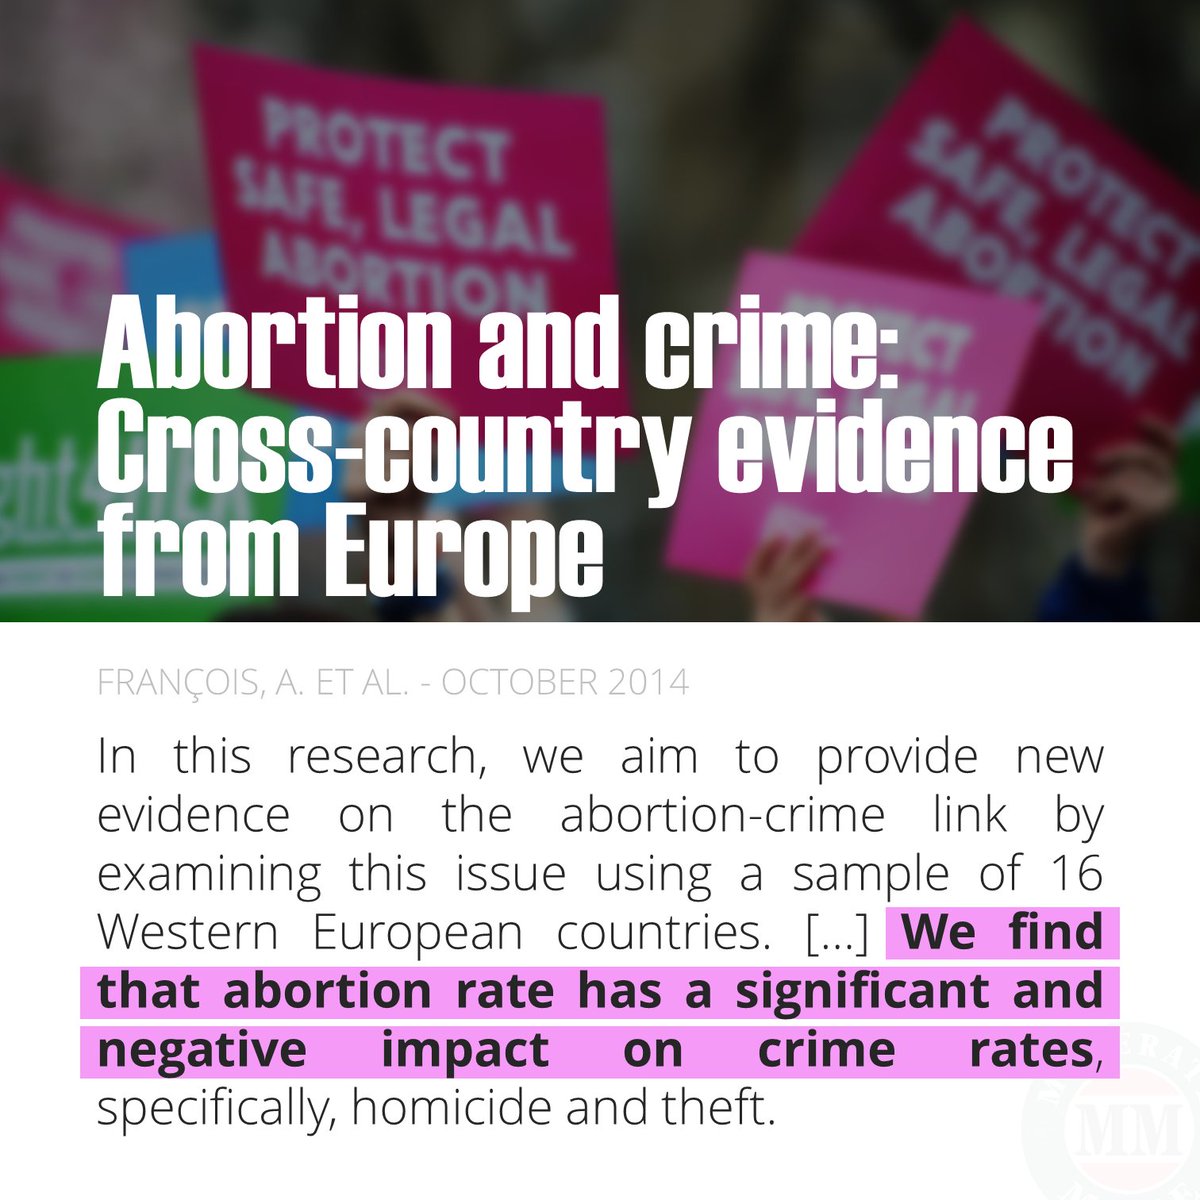 PROTECT
SAFE, LEGAL
ABORTION
PROTECT
SAFE, LEGAL
ABORTION
PROTECT
Abortion and crime:
Cross-country evidence
from Europe
FRANÇOIS, A. ET AL. - OCTOBER 2014
In this research, we aim to provide new
evidence on the abortion-crime link by
examining this issue using a sample of 16
Western European countries. [...] We find
that abortion rate has a significant and
negative impact on crime rates,
specifically, homicide and theft.
MM